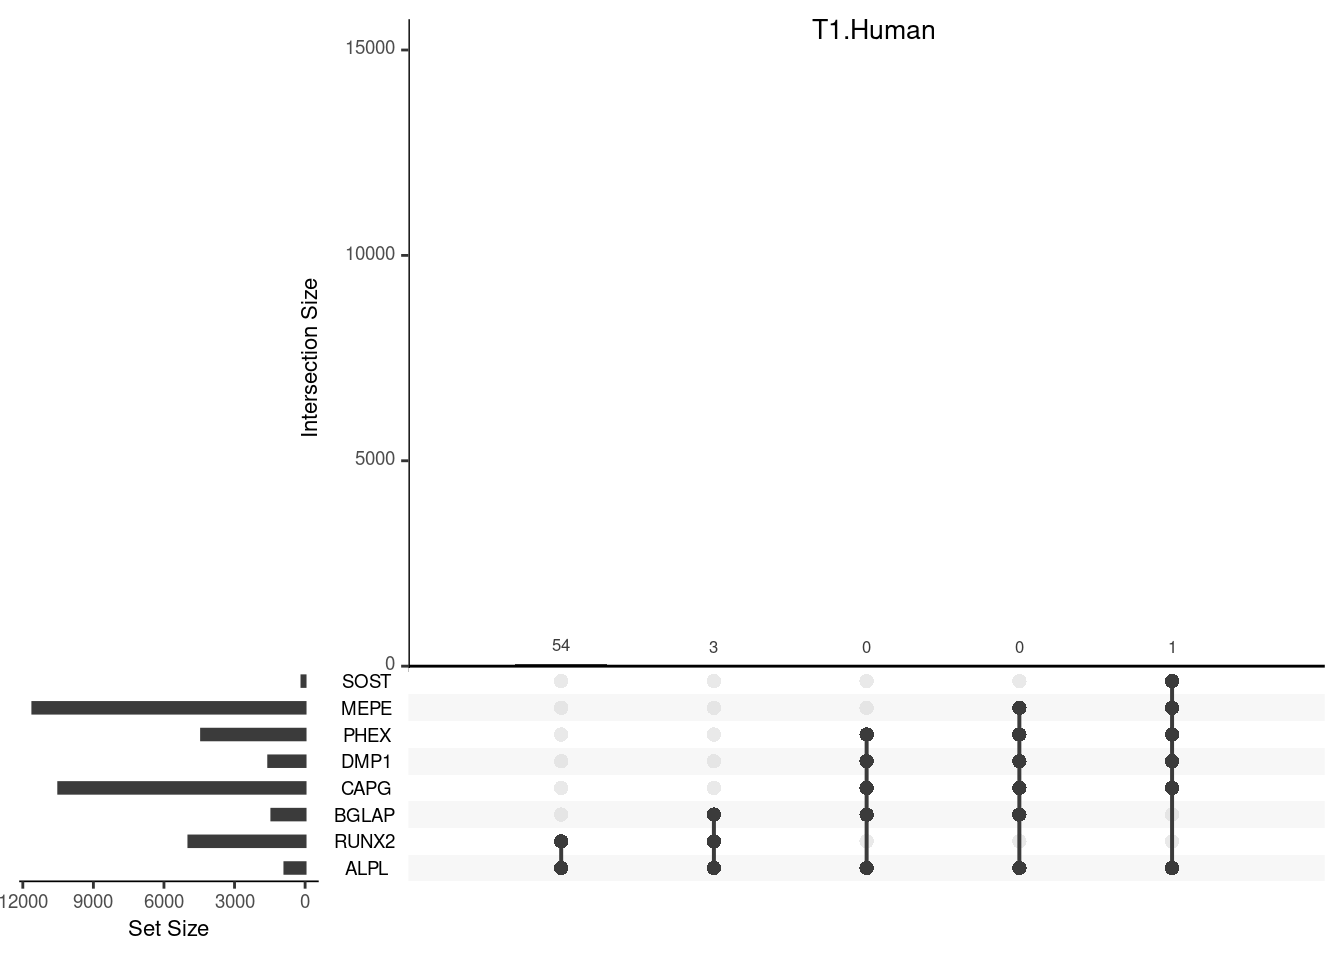 T1.Human
15000
10000
5000
0
Intersection Size
54 3 0 0 1
SOST
MEPE
PHEX
DMP1
CAPG
BGLAP
RUNX2
ALPL
12000 9000 6000 3000 0
Set Size